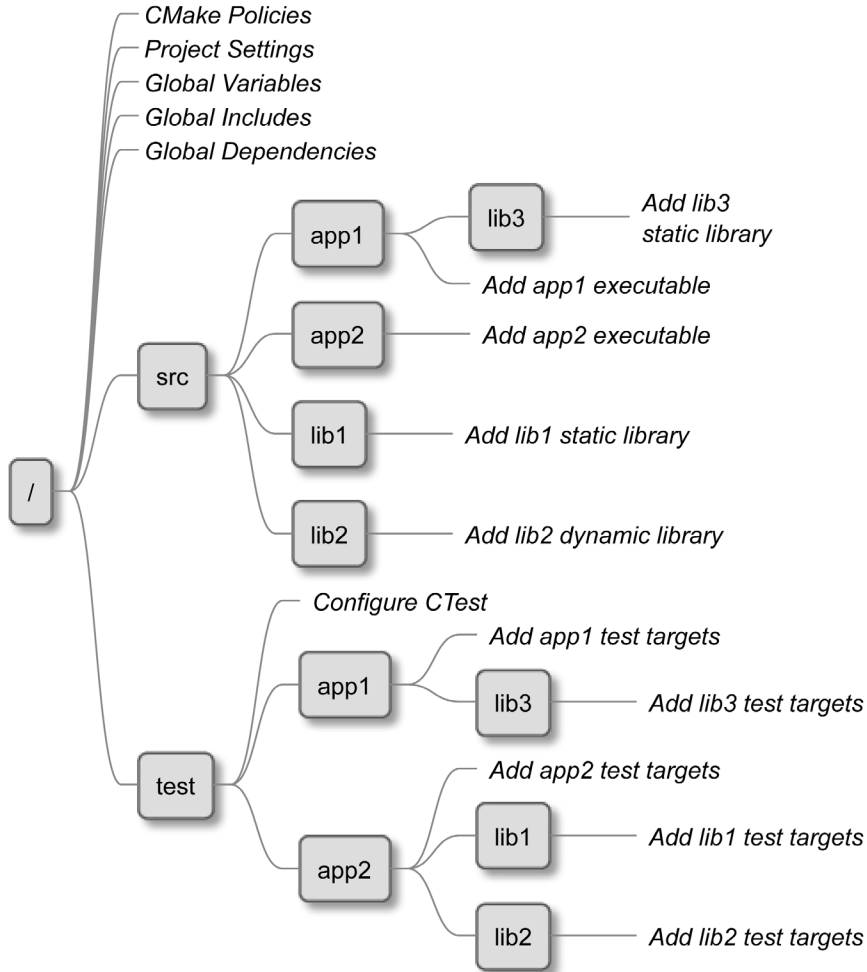 CMake Policies
Project Settings
Global Variables
Global Includes
Global Dependencies
/
src
app1
lib3
Add lib3
static library
Add app1 executable
app2
Add app2 executable
lib1
Add lib1 static library
lib2
Add lib2 dynamic library
test
Configure CTest
app1
Add app1 test targets
lib3
Add lib3 test targets
app2
Add app2 test targets
lib1
Add lib1 test targets
lib2
Add lib2 test targets